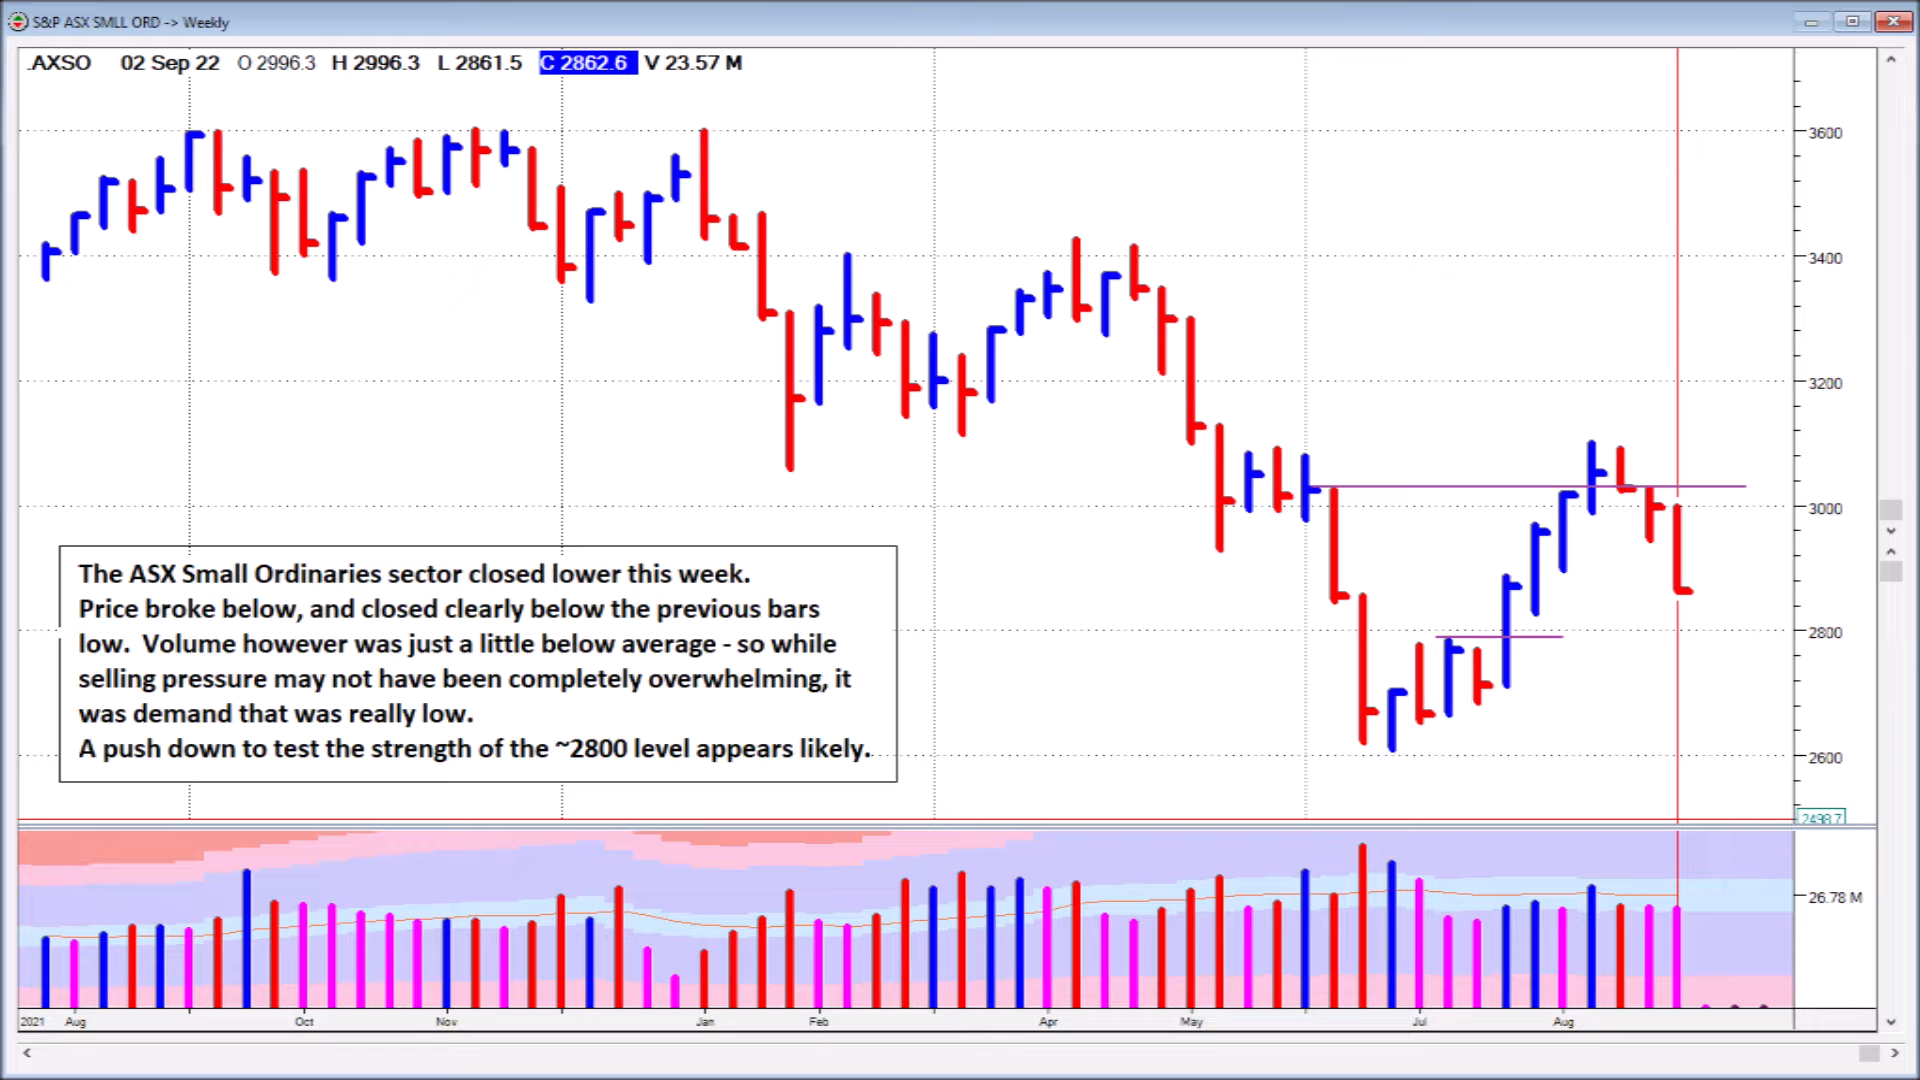 S&P ASX SMLL ORD -> Weekly
.AXSO 02 Sep 22 O 2996.3 H 2996.3 L 2861.5 C 2862.6 V 23.57 M
3600
3400
3200
3000
2800
2600
2498.7
The ASX Small Ordinaries sector closed lower this week.
Price broke below, and closed clearly below the previous bars
low. Volume however was just a little below average - so while
selling pressure may not have been completely overwhelming, it
was demand that was really low.
A push down to test the strength of the ~2800 level appears likely.
26.78 M
2021 Aug Oct Nov Jan Feb Apr May Jul Aug